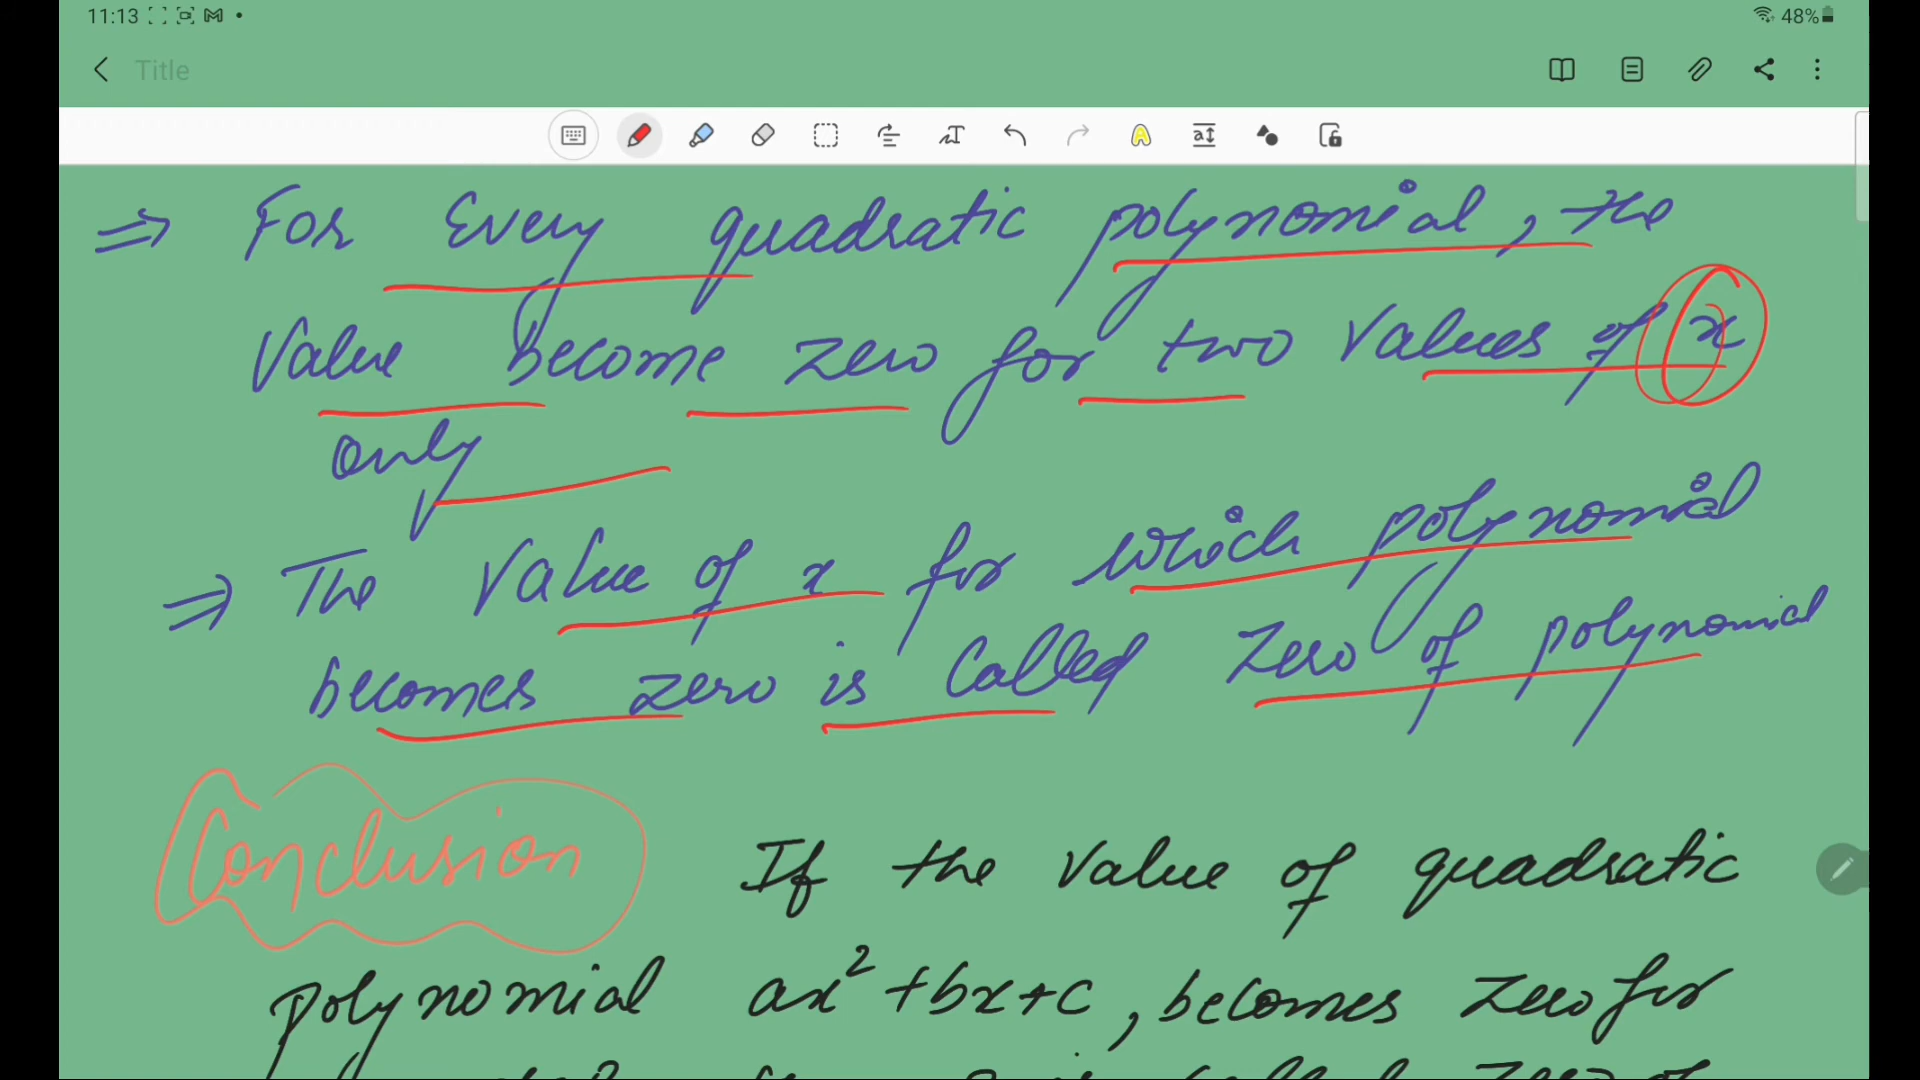 11:13
48%
Title
⇒ For Every quadratic polynomial, the
Value become zero for two values of x
only
⇒ The Value of x for which polynomial
becomes zero is Called Zero of polynomial
Conclusion If the Value of quadratic
polynomial ax²+bx+c, becomes Zero for